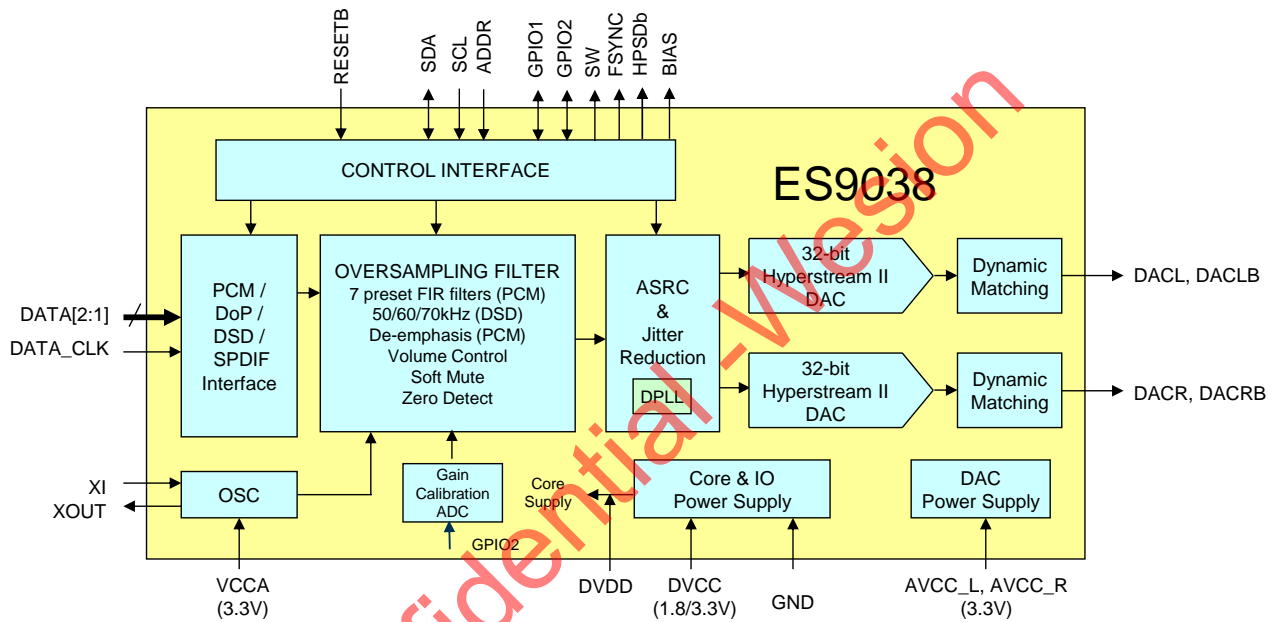 RESETB
SDA
SCL
ADDR
GPIO1
GPIO2
SW
FSYNC
HPSDb
BIAS
CONTROL INTERFACE
ES9038
DATA[2:1]
DATA_CLK
PCM /
DoP /
DSD /
SPDIF
Interface
OVERSAMPLING FILTER
7 preset FIR filters (PCM)
50/60/70kHz (DSD)
De-emphasis (PCM)
Volume Control
Soft Mute
Zero Detect
ASRC
&
Jitter
Reduction
DPLL
32-bit
Hyperstream II
DAC
Dynamic
Matching
DACL, DACLB
32-bit
Hyperstream II
DAC
Dynamic
Matching
DACR, DACRB
XI
XOUT
OSC
Gain
Calibration
ADC
GPIO2
Core
Supply
Core & IO
Power Supply
DAC
Power Supply
VCCA
(3.3V)
DVDD
DVCC
(1.8/3.3V)
GND
AVCC_L, AVCC_R
(3.3V)
fidential -Wesion